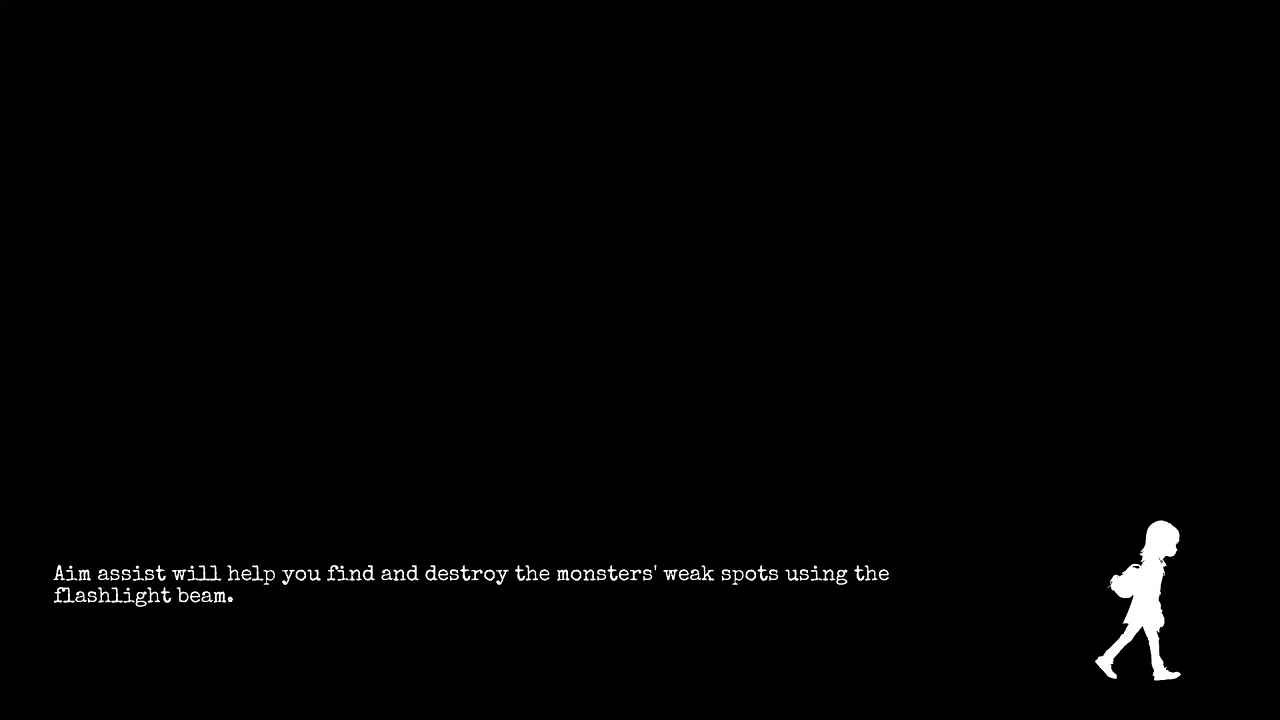 Aim assist will help you find and destroy the monsters' weak spots using the
flashlight beam.